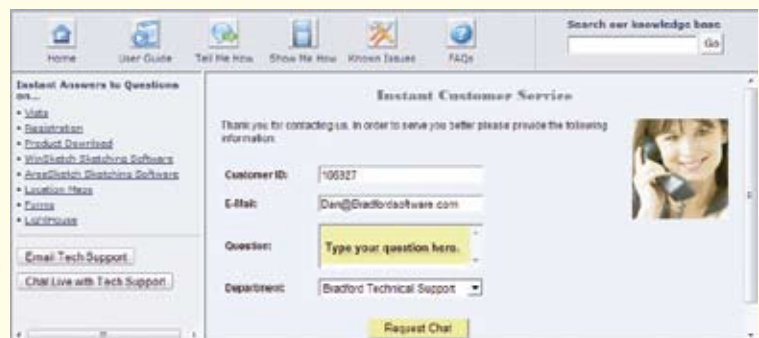 Home
User Guide
Tell Me How
Show Me How
Known Issues
FAQs
Search our knowledge base
Go
Instant Answers to Questions
on...
• Vista
• Registration
• Product Download
• WinSketch Sketching Software
• AreaSketch Sketching Software
• Location Maps
• Forms
• LightHouse
Email Tech Support
Chat Live with Tech Support
Instant Customer Service
Thank you for contacting us. In order to serve you better please provide the following
information:
Customer ID:
106927
E-Mail:
Dan@Bradfordsoftware.com
Question:
Type your question here.
Department:
Bradford Technical Support
Request Chat